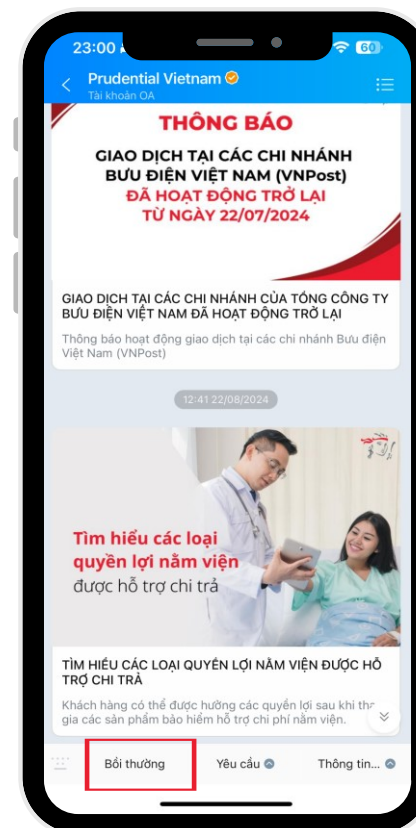 23:00
60
Prudential Vietnam
Tài khoản OA
THÔNG BÁO
GIAO DỊCH TẠI CÁC CHI NHÁNH
BƯU ĐIỆN VIỆT NAM (VNPost)
ĐÃ HOẠT ĐỘNG TRỞ LẠI
TỪ NGÀY 22/07/2024
GIAO DỊCH TẠI CÁC CHI NHÁNH CỦA TỔNG CÔNG TY
BƯU ĐIỆN VIỆT NAM ĐÃ HOẠT ĐỘNG TRỞ LẠI
Thông báo hoạt động giao dịch tại các chi nhánh Bưu điện
Việt Nam (VNPost)
12:41 22/08/2024
Tìm hiểu các loại
quyền lợi nằm viện
được hỗ trợ chi trả
TÌM HIỂU CÁC LOẠI QUYỀN LỢI NẰM VIỆN ĐƯỢC HỖ
TRỢ CHI TRẢ
Khách hàng có thể được hưởng các quyền lợi sau khi
gia các sản phẩm bảo hiểm hỗ trợ chi phí nằm viện.
Bồi thường
Yêu cầu
Thông tin...